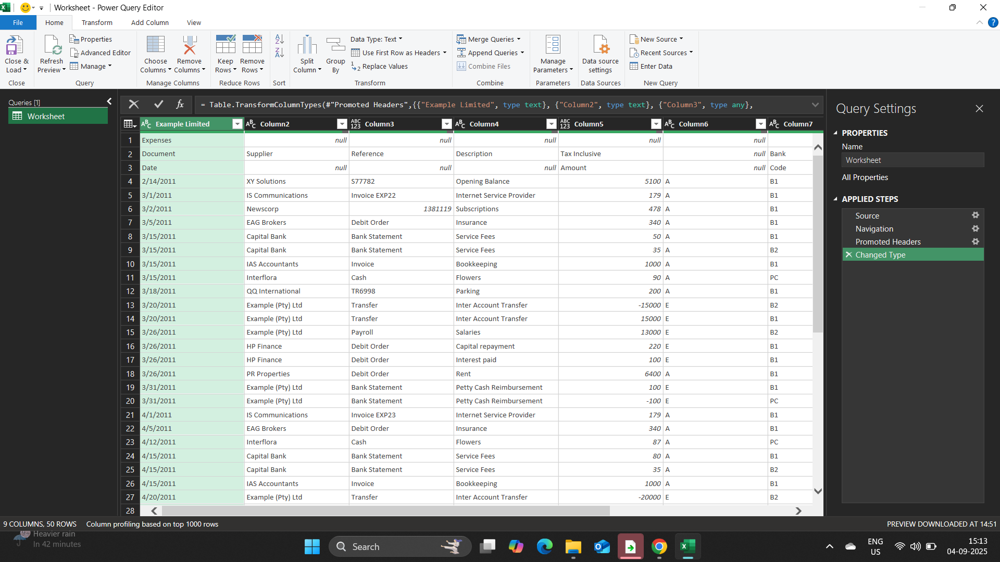 Worksheet - Power Query Editor
File Home Transform Add Column View
Close & Load
Close
Refresh Preview
Properties
Advanced Editor
Manage
Query
Choose Columns
Remove Columns
Manage Columns
Keep Rows
Remove Rows
Reduce Rows
Sort
Split Column
Group By
Data Type: Text
Use First Row as Headers
Replace Values
Transform
Merge Queries
Append Queries
Combine Files
Combine
Manage Parameters
Parameters
Data source settings
Data Sources
New Source
Recent Sources
Enter Data
New Query
Queries [1]
Worksheet
fx = Table.TransformColumnTypes(#"Promoted Headers",{{"Example Limited", type text}, {"Column2", type text}, {"Column3", type any},
ABC Example Limited ABC Column2 ABC 123 Column3 ABC Column4 ABC 123 Column5 ABC Column6 ABC Column7
1 Expenses null null null null null
2 Document Supplier Reference Description Tax Inclusive null Bank
3 Date null null null Amount null Code
4 2/14/2011 XY Solutions S77782 Opening Balance 5100 A B1
5 3/1/2011 IS Communications Invoice EXP22 Internet Service Provider 179 A B1
6 3/2/2011 Newscorp 1381119 Subscriptions 478 A B1
7 3/5/2011 EAG Brokers Debit Order Insurance 340 A B1
8 3/15/2011 Capital Bank Bank Statement Service Fees 50 A B1
9 3/15/2011 Capital Bank Bank Statement Service Fees 35 A B2
10 3/15/2011 IAS Accountants Invoice Bookkeeping 1000 A B1
11 3/15/2011 Interflora Cash Flowers 90 A PC
12 3/18/2011 QQ International TR6998 Parking 200 A B1
13 3/20/2011 Example (Pty) Ltd Transfer Inter Account Transfer -15000 E B2
14 3/20/2011 Example (Pty) Ltd Transfer Inter Account Transfer 15000 E B1
15 3/26/2011 Example (Pty) Ltd Payroll Salaries 13000 E B2
16 3/26/2011 HP Finance Debit Order Capital repayment 220 E B1
17 3/26/2011 HP Finance Debit Order Interest paid 100 E B1
18 3/26/2011 PR Properties Debit Order Rent 6400 A B1
19 3/31/2011 Example (Pty) Ltd Bank Statement Petty Cash Reimbursement 100 E B1
20 3/31/2011 Example (Pty) Ltd Bank Statement Petty Cash Reimbursement -100 E PC
21 4/1/2011 IS Communications Invoice EXP23 Internet Service Provider 179 A B1
22 4/5/2011 EAG Brokers Debit Order Insurance 340 A B1
23 4/12/2011 Interflora Cash Flowers 87 A PC
24 4/15/2011 Capital Bank Bank Statement Service Fees 80 A B1
25 4/15/2011 Capital Bank Bank Statement Service Fees 35 A B2
26 4/15/2011 IAS Accountants Invoice Bookkeeping 1000 A B1
27 4/20/2011 Example (Pty) Ltd Transfer Inter Account Transfer -20000 E B2
28
Query Settings
PROPERTIES
Name
Worksheet
All Properties
APPLIED STEPS
Source
Navigation
Promoted Headers
Changed Type
9 COLUMNS, 50 ROWS Column profiling based on top 1000 rows
PREVIEW DOWNLOADED AT 14:51
Heavier rain
In 42 minutes
Search
ENG
US
15:13
04-09-2025